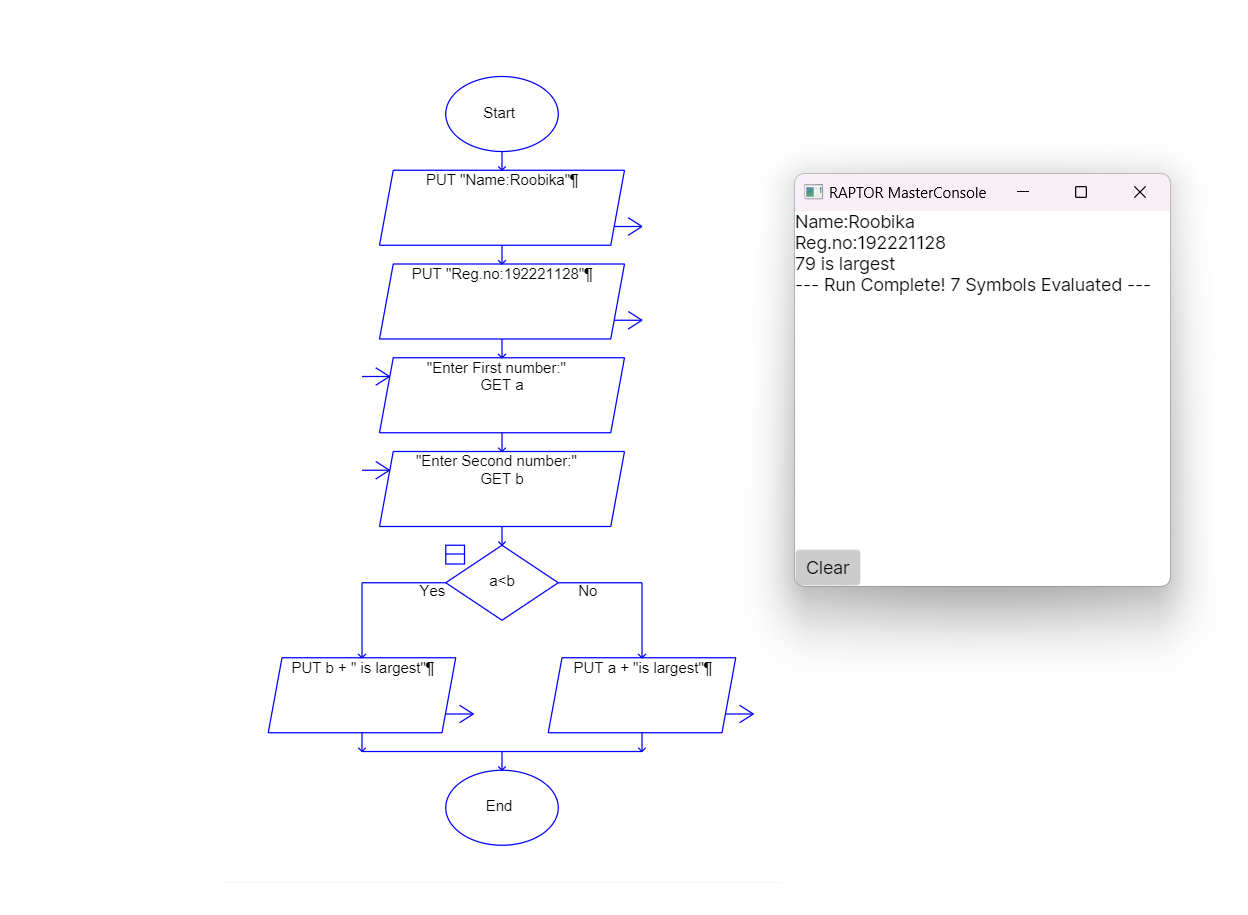 Start
PUT "Name:Roobika"¶
PUT "Reg.no:192221128"¶
"Enter First number:"
GET a
"Enter Second number:"
GET b
a<b
Yes
No
PUT b + " is largest"¶
PUT a + "is largest"¶
End
RAPTOR MasterConsole
Name:Roobika
Reg.no:192221128
79 is largest
--- Run Complete! 7 Symbols Evaluated ---
Clear